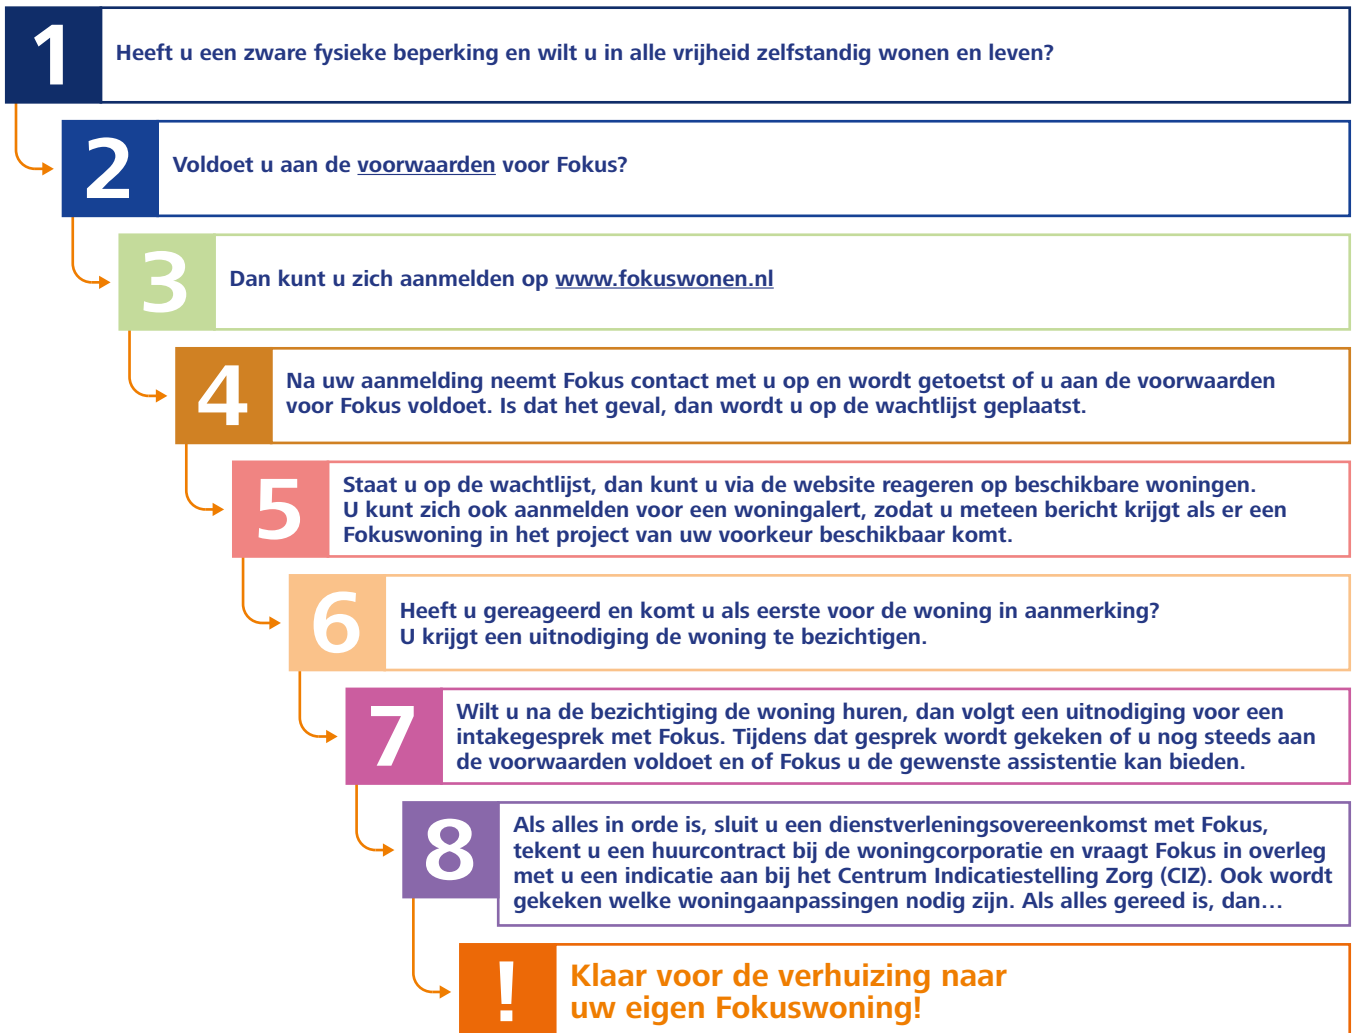 1
Heeft u een zware fysieke beperking en wilt u in alle vrijheid zelfstandig wonen en leven?
2
Voldoet u aan de voorwaarden voor Fokus?
3
Dan kunt u zich aanmelden op www.fokuswonen.nl
4
Na uw aanmelding neemt Fokus contact met u op en wordt getoetst of u aan de voorwaarden
voor Fokus voldoet. Is dat het geval, dan wordt u op de wachtlijst geplaatst.
5
Staat u op de wachtlijst, dan kunt u via de website reageren op beschikbare woningen.
U kunt zich ook aanmelden voor een woningalert, zodat u meteen bericht krijgt als er een
Fokuswoning in het project van uw voorkeur beschikbaar komt.
6
Heeft u gereageerd en komt u als eerste voor de woning in aanmerking?
U krijgt een uitnodiging de woning te bezichtigen.
7
Wilt u na de bezichtiging de woning huren, dan volgt een uitnodiging voor een
intakegesprek met Fokus. Tijdens dat gesprek wordt gekeken of u nog steeds aan
de voorwaarden voldoet en of Fokus u de gewenste assistentie kan bieden.
8
Als alles in orde is, sluit u een dienstverleningsovereenkomst met Fokus,
tekent u een huurcontract bij de woningcorporatie en vraagt Fokus in overleg
met u een indicatie aan bij het Centrum Indicatiestelling Zorg (CIZ). Ook wordt
gekeken welke woningaanpassingen nodig zijn. Als alles gereed is, dan…
!
Klaar voor de verhuizing naar
uw eigen Fokuswoning!